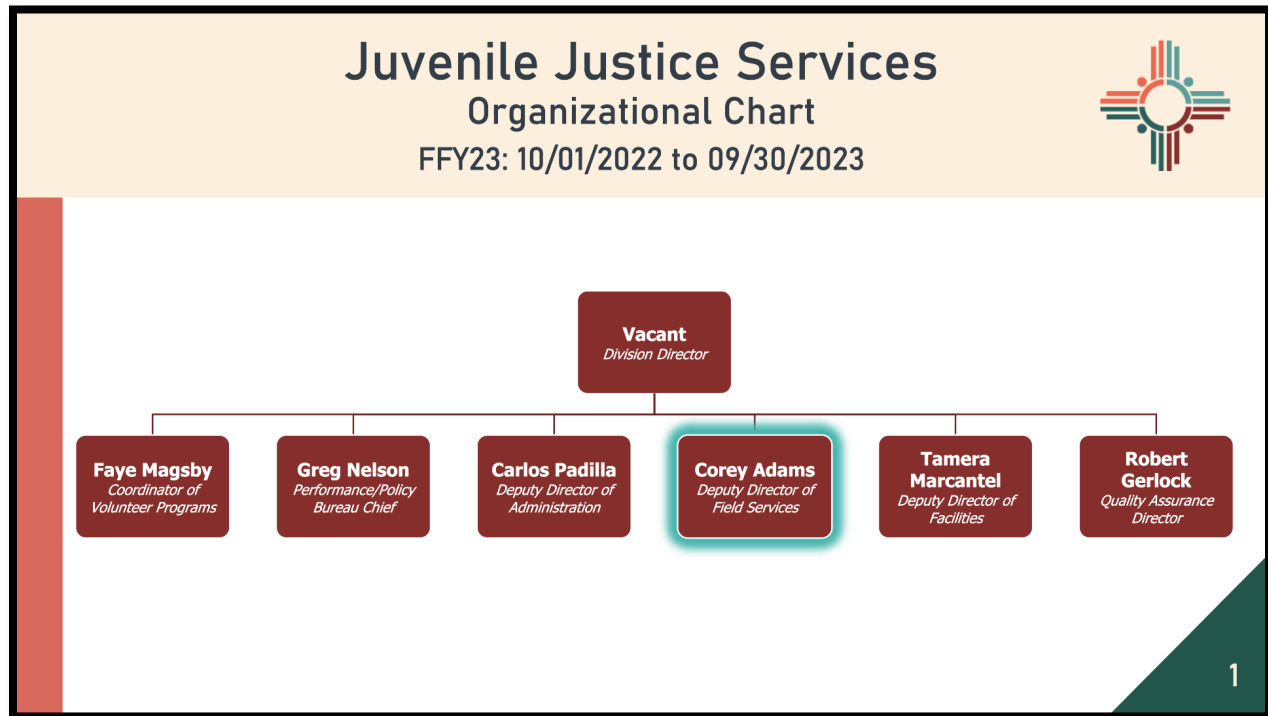 Juvenile Justice Services
Organizational Chart
FFY23: 10/01/2022 to 09/30/2023
Vacant
Division Director
Faye Magsby
Coordinator of
Volunteer Programs
Greg Nelson
Performance/Policy
Bureau Chief
Carlos Padilla
Deputy Director of
Administration
Corey Adams
Deputy Director of
Field Services
Tamera
Marcantel
Deputy Director of
Facilities
Robert
Gerlock
Quality Assurance
Director
1